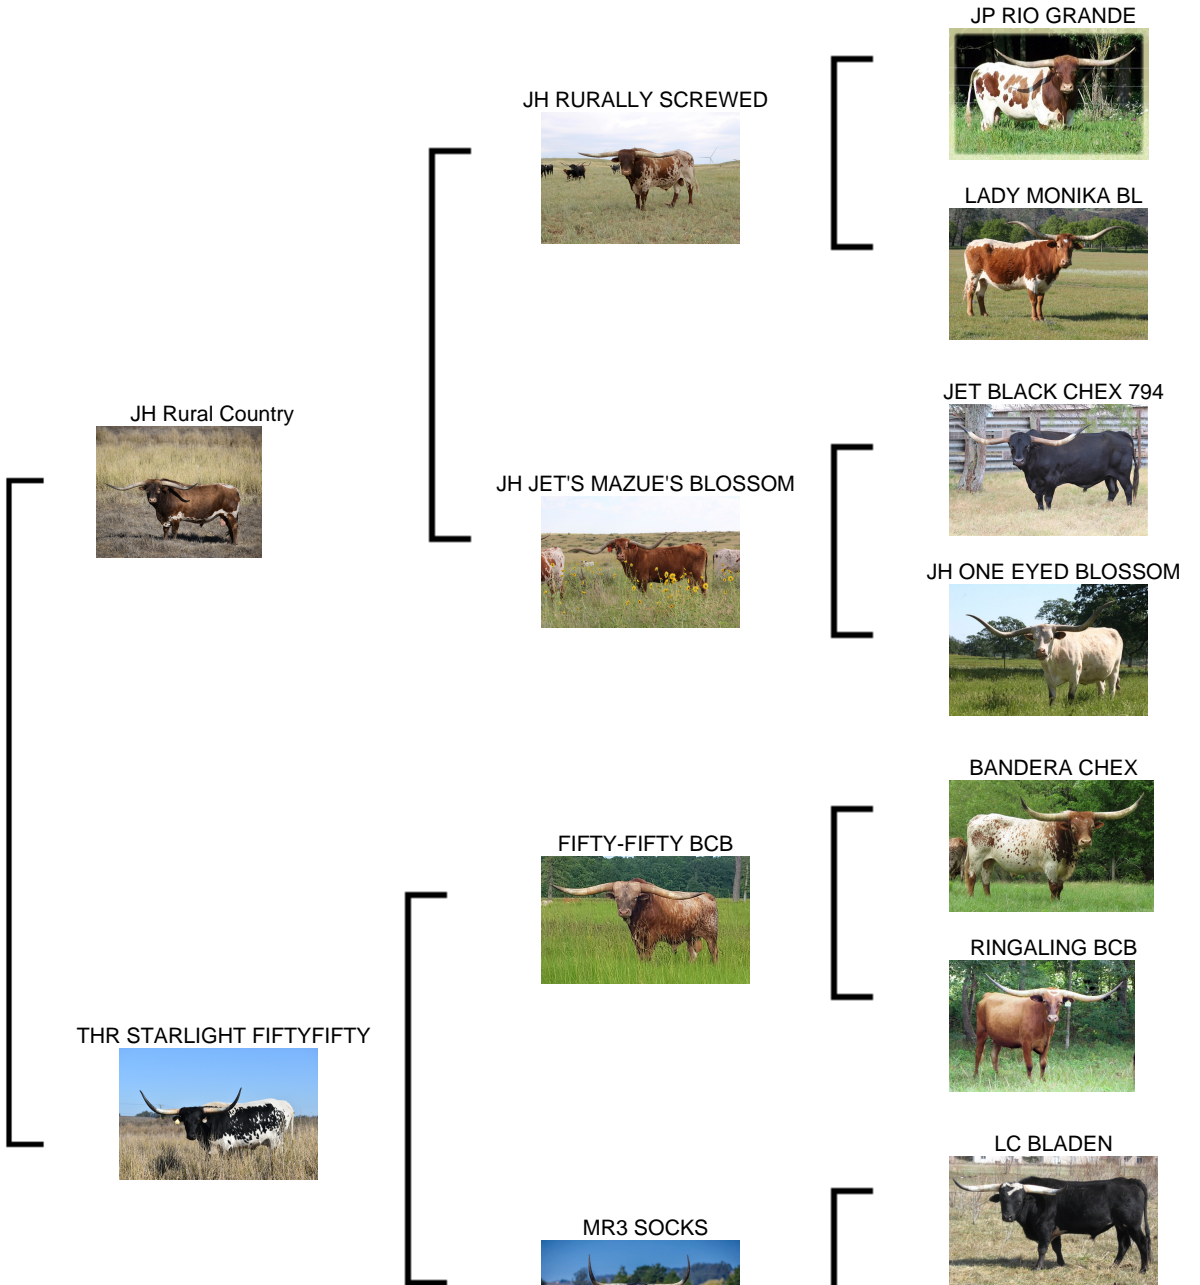 JP RIO GRANDE
JH RURALLY SCREWED
LADY MONIKA BL
JH Rural Country
JET BLACK CHEX 794
JH JET'S MAZUE'S BLOSSOM
JH ONE EYED BLOSSOM
BANDERA CHEX
FIFTY-FIFTY BCB
RINGALING BCB
THR STARLIGHT FIFTYFIFTY
LC BLADEN
MR3 SOCKS